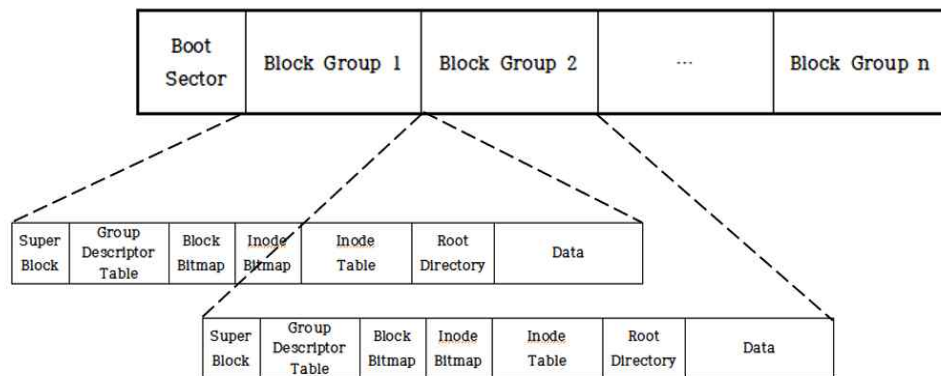 Boot
Sector
Block Group 1
Block Group 2
...
Block Group n
Super
Block
Group
Descriptor
Table
Block
Bitmap
Inode
Bitmap
Inode
Table
Root
Directory
Data
Super
Block
Group
Descriptor
Table
Block
Bitmap
Inode
Bitmap
Inode
Table
Root
Directory
Data